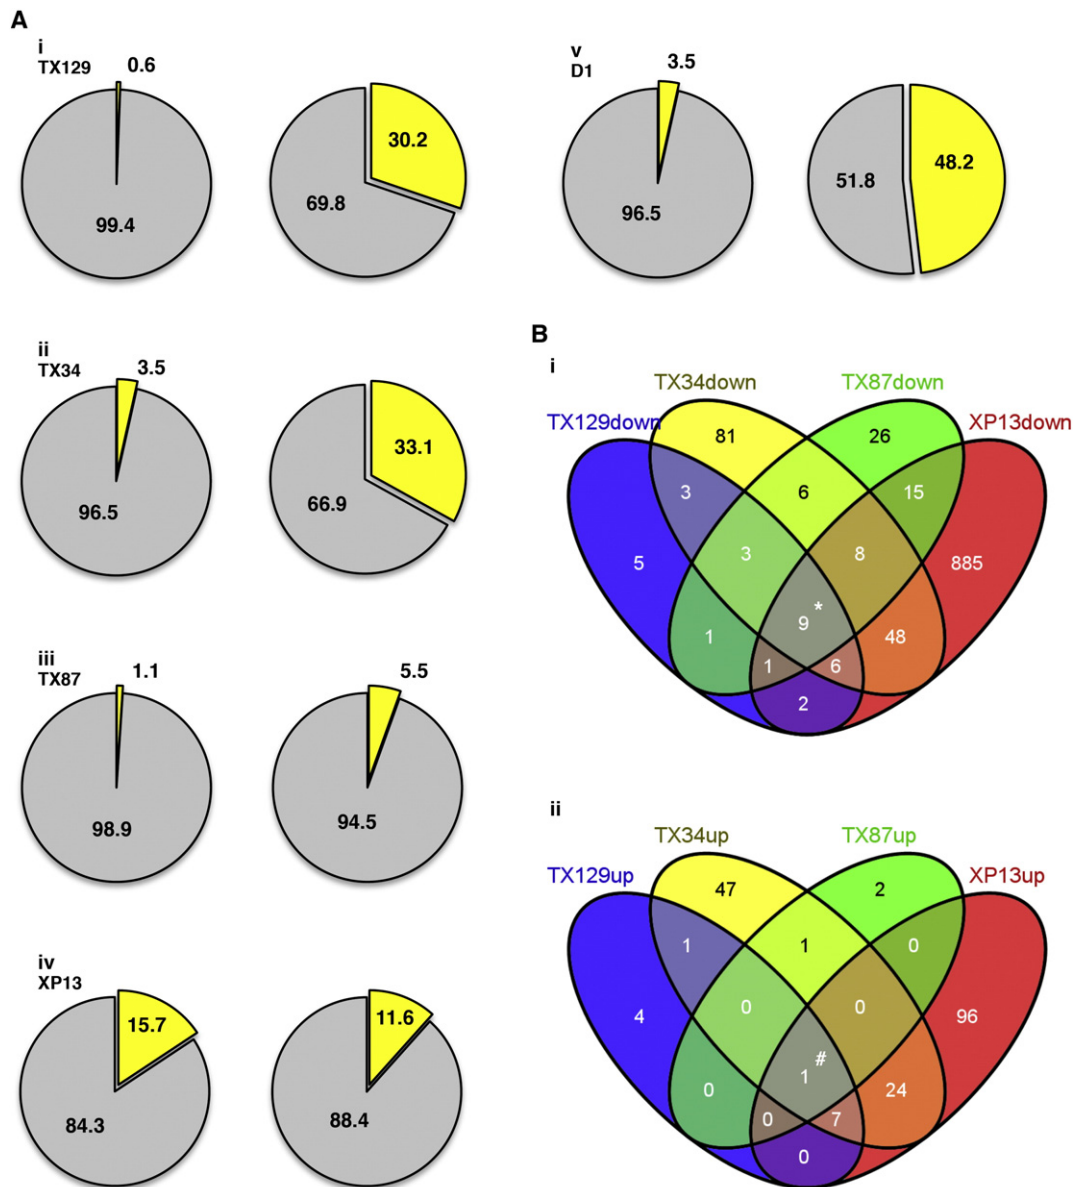 A
i
TX129
0.6
99.4
30.2
69.8
v
D1
3.5
96.5
48.2
51.8
ii
TX34
3.5
96.5
33.1
66.9
iii
TX87
1.1
98.9
5.5
94.5
iv
XP13
15.7
84.3
11.6
88.4
B
i
TX34down TX87down
TX129down XP13down
81 26
3 6 15
5 3 8 885
*
9
1 48
1 6
2
ii
TX34up TX87up
TX129up XP13up
47 2
1 1 0
0 0
4 96
#
1
0 24
0 7
0